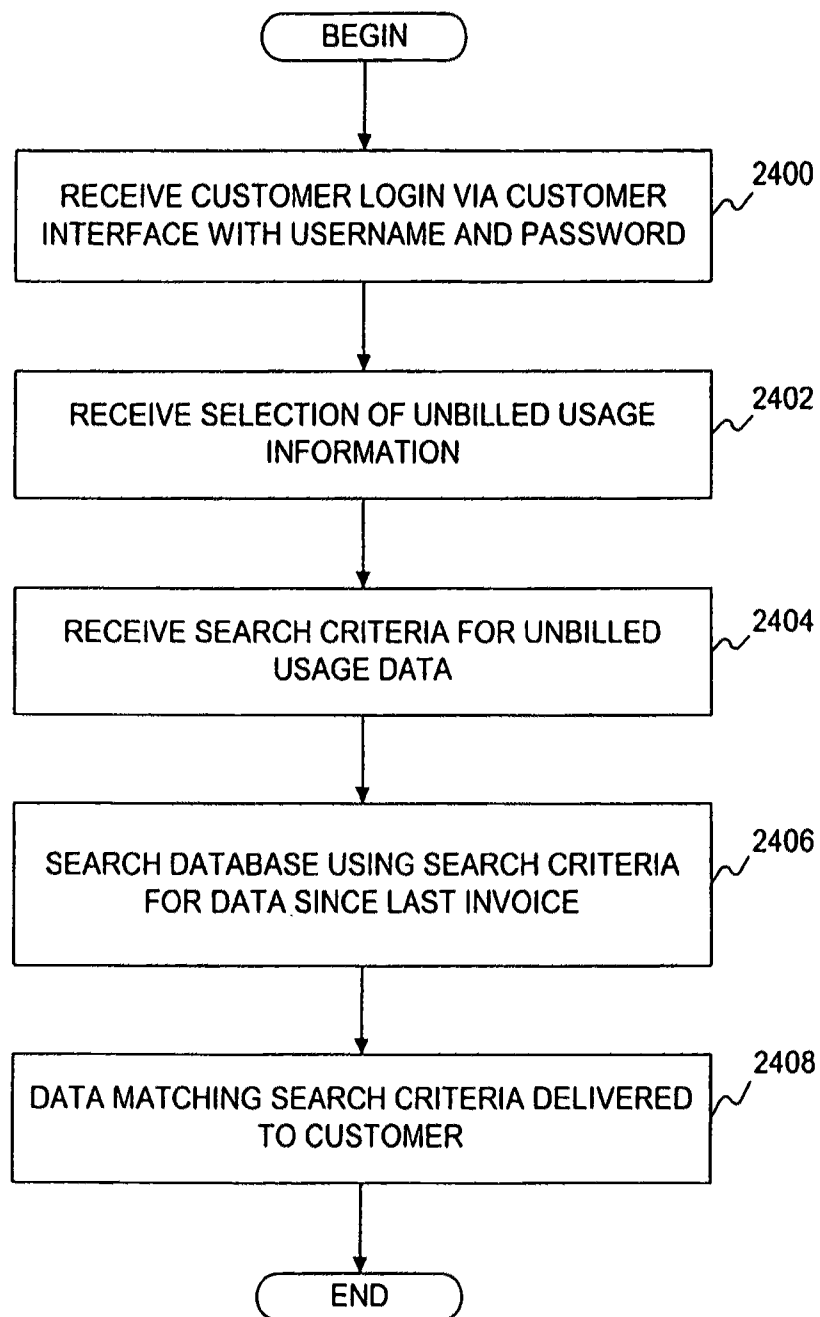 BEGIN
RECEIVE CUSTOMER LOGIN VIA CUSTOMER
INTERFACE WITH USERNAME AND PASSWORD
2400
RECEIVE SELECTION OF UNBILLED USAGE
INFORMATION
2402
RECEIVE SEARCH CRITERIA FOR UNBILLED
USAGE DATA
2404
SEARCH DATABASE USING SEARCH CRITERIA
FOR DATA SINCE LAST INVOICE
2406
DATA MATCHING SEARCH CRITERIA DELIVERED
TO CUSTOMER
2408
END